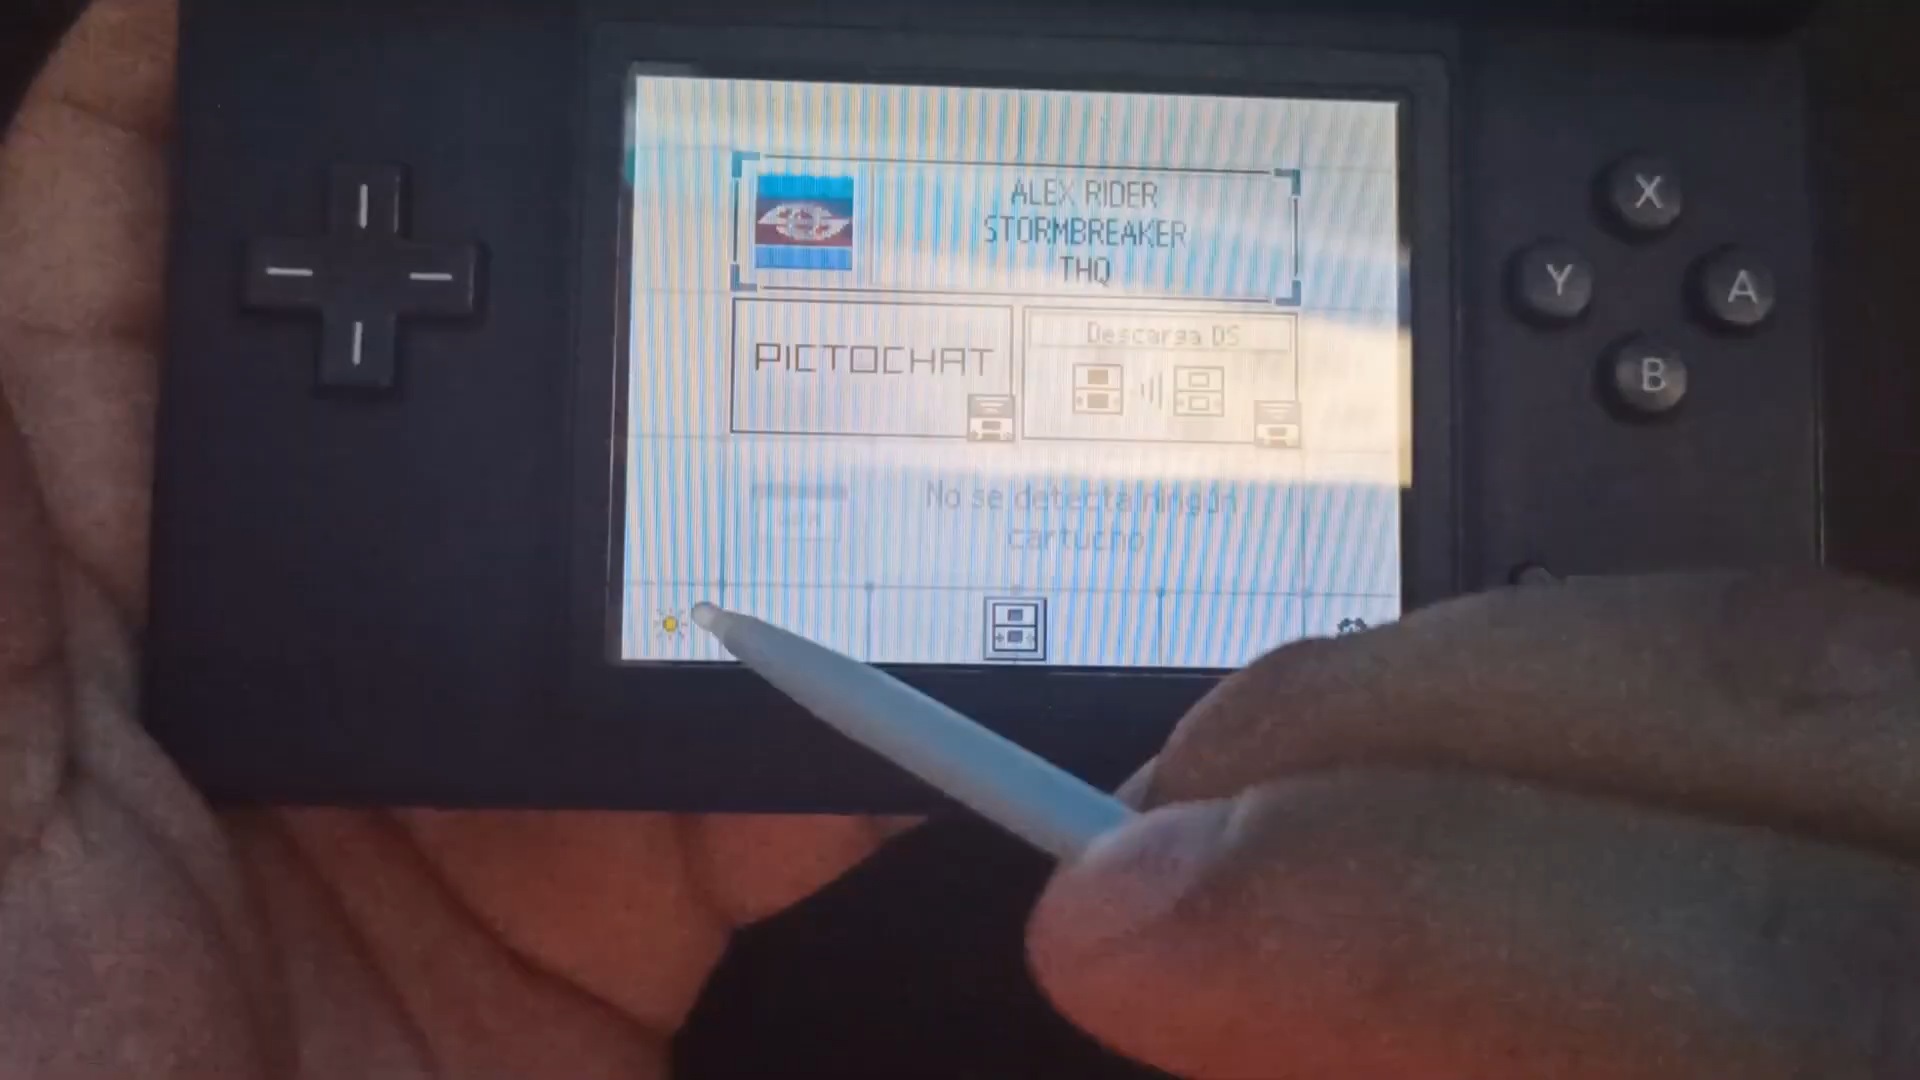 ALEX RIDER
STORMBREAKER
THQ
PICTOCHAT
Descarga DS
No se detecta ningún
cartucho
X
Y
A
B